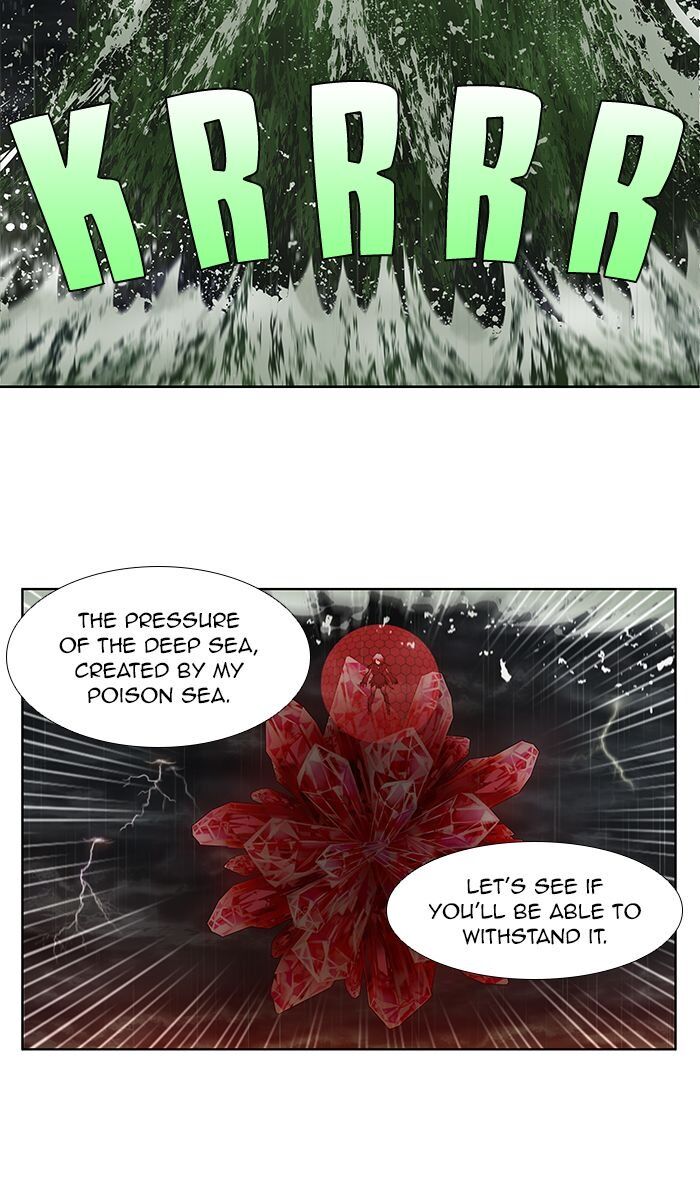 KRRRR
THE PRESSURE
OF THE DEEP SEA,
CREATED BY MY
POISON SEA.
LET'S SEE IF
YOU'LL BE ABLE TO
WITHSTAND IT.